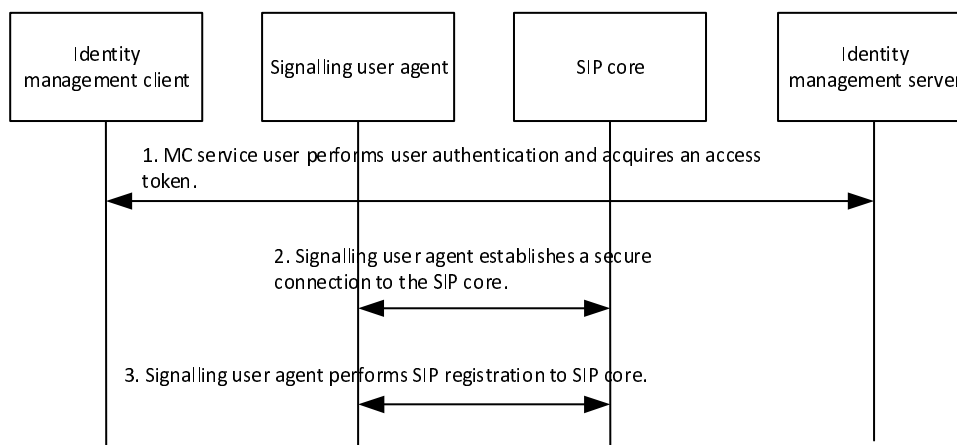 Identity
management client
Signalling user agent
SIP core
Identity
management server
1. MC service user performs user authentication and acquires an access
token.
2. Signalling user agent establishes a secure
connection to the SIP core.
3. Signalling user agent performs SIP registration to SIP core.